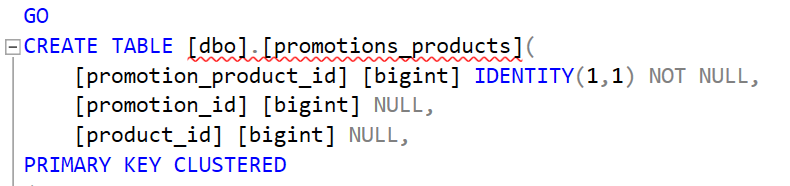 GO
CREATE TABLE [dbo].[promotions_products](
[promotion_product_id] [bigint] IDENTITY(1,1) NOT NULL,
[promotion_id] [bigint] NULL,
[product_id] [bigint] NULL,
PRIMARY KEY CLUSTERED